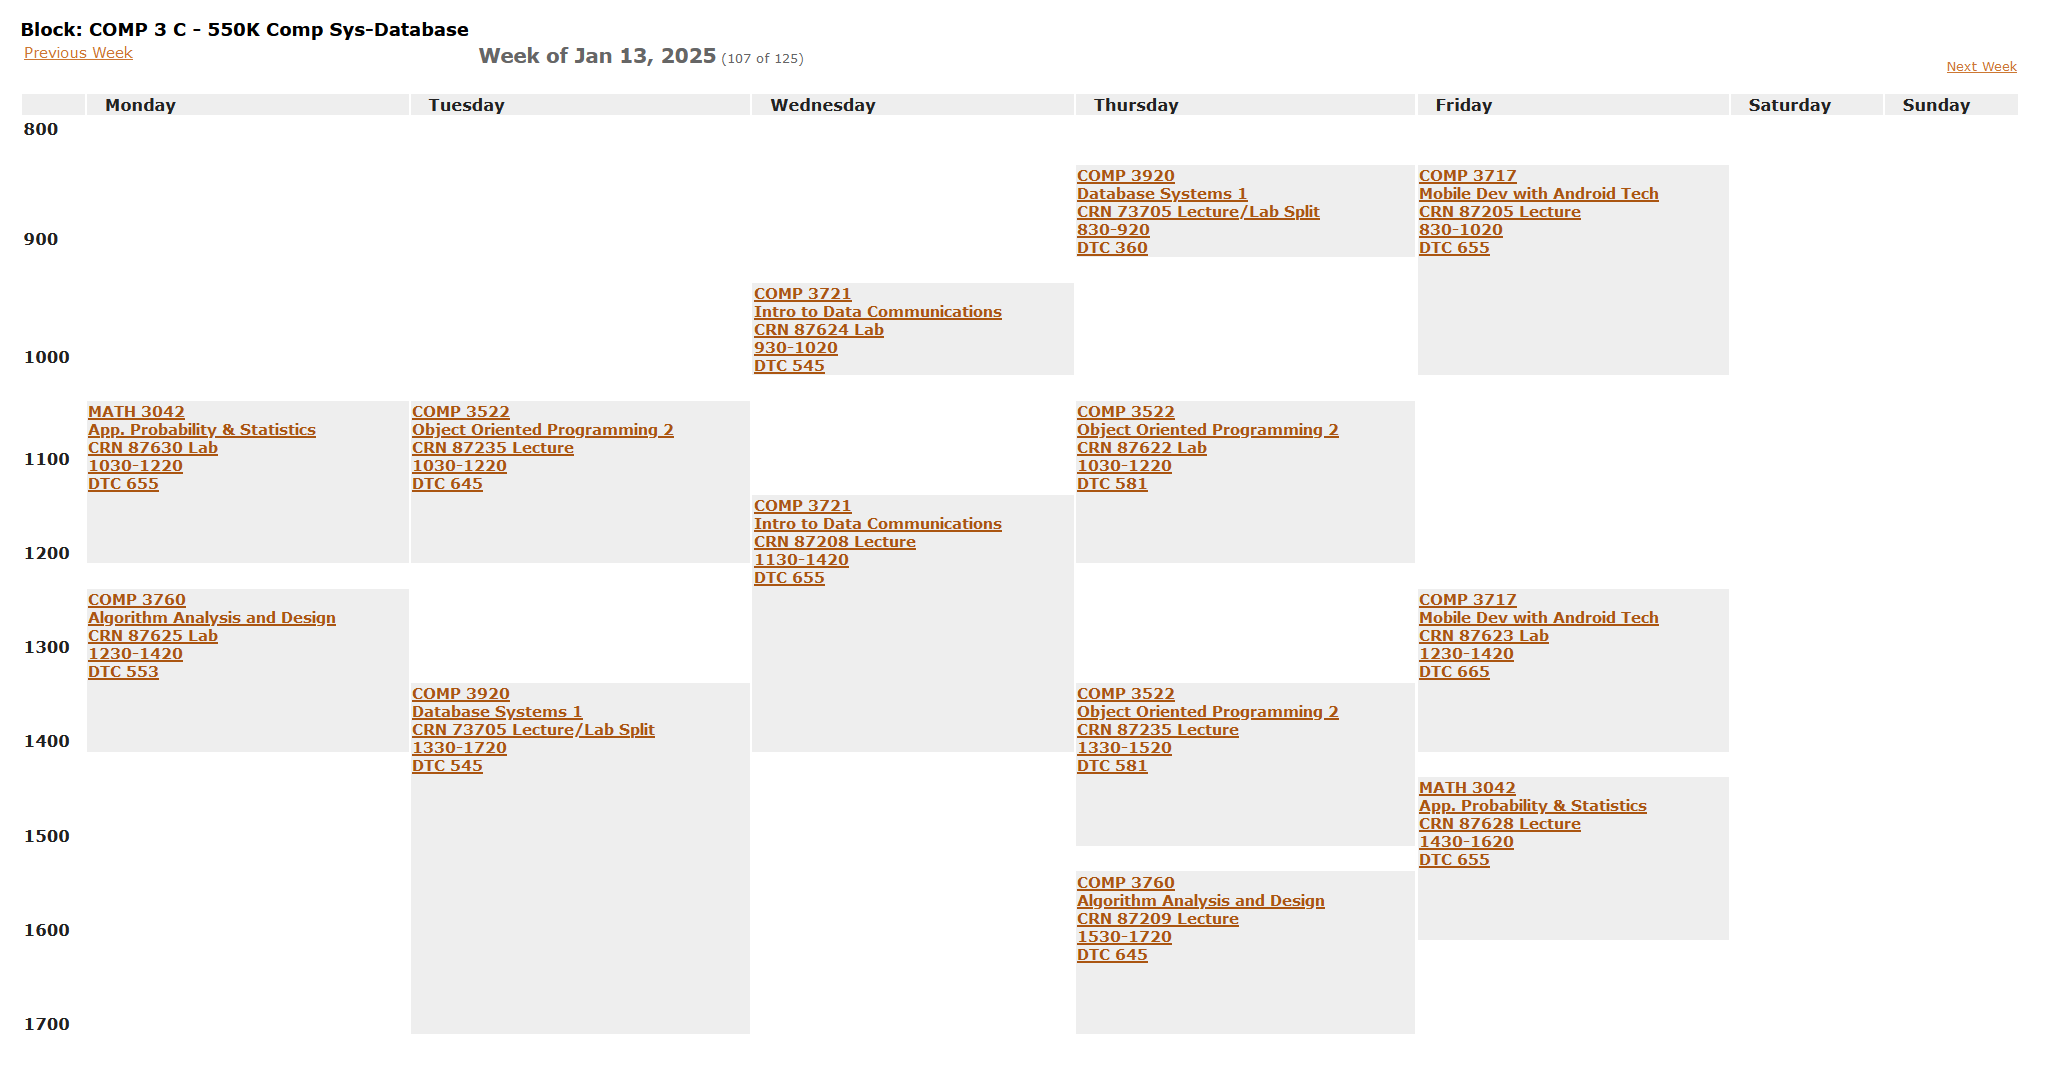 Block: COMP 3 C - 550K Comp Sys-Database
Previous Week
Week of Jan 13, 2025 (107 of 125)
Next Week
Monday Tuesday Wednesday Thursday Friday Saturday Sunday
800
COMP 3920
Database Systems 1
CRN 73705 Lecture/Lab Split
830-920
DTC 360
COMP 3717
Mobile Dev with Android Tech
CRN 87205 Lecture
830-1020
DTC 655
900
COMP 3721
Intro to Data Communications
CRN 87624 Lab
930-1020
DTC 545
1000
MATH 3042
App. Probability & Statistics
CRN 87630 Lab
1030-1220
DTC 655
COMP 3522
Object Oriented Programming 2
CRN 87235 Lecture
1030-1220
DTC 645
COMP 3522
Object Oriented Programming 2
CRN 87622 Lab
1030-1220
DTC 581
1100
COMP 3721
Intro to Data Communications
CRN 87208 Lecture
1130-1420
DTC 655
1200
COMP 3760
Algorithm Analysis and Design
CRN 87625 Lab
1230-1420
DTC 553
COMP 3717
Mobile Dev with Android Tech
CRN 87623 Lab
1230-1420
DTC 665
1300
COMP 3920
Database Systems 1
CRN 73705 Lecture/Lab Split
1330-1720
DTC 545
COMP 3522
Object Oriented Programming 2
CRN 87235 Lecture
1330-1520
DTC 581
1400
MATH 3042
App. Probability & Statistics
CRN 87628 Lecture
1430-1620
DTC 655
1500
COMP 3760
Algorithm Analysis and Design
CRN 87209 Lecture
1530-1720
DTC 645
1600
1700